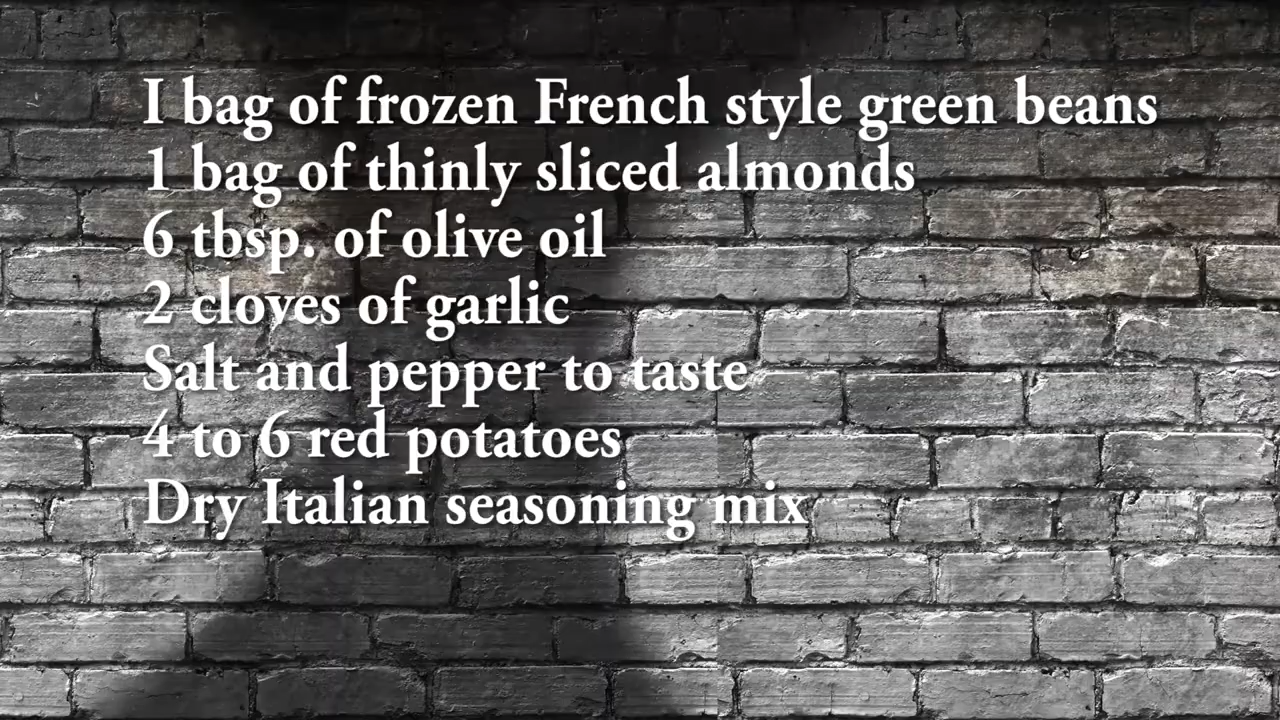 I bag of frozen French style green beans
1 bag of thinly sliced almonds
6 tbsp. of olive oil
2 cloves of garlic
Salt and pepper to taste
4 to 6 red potatoes
Dry Italian seasoning mix